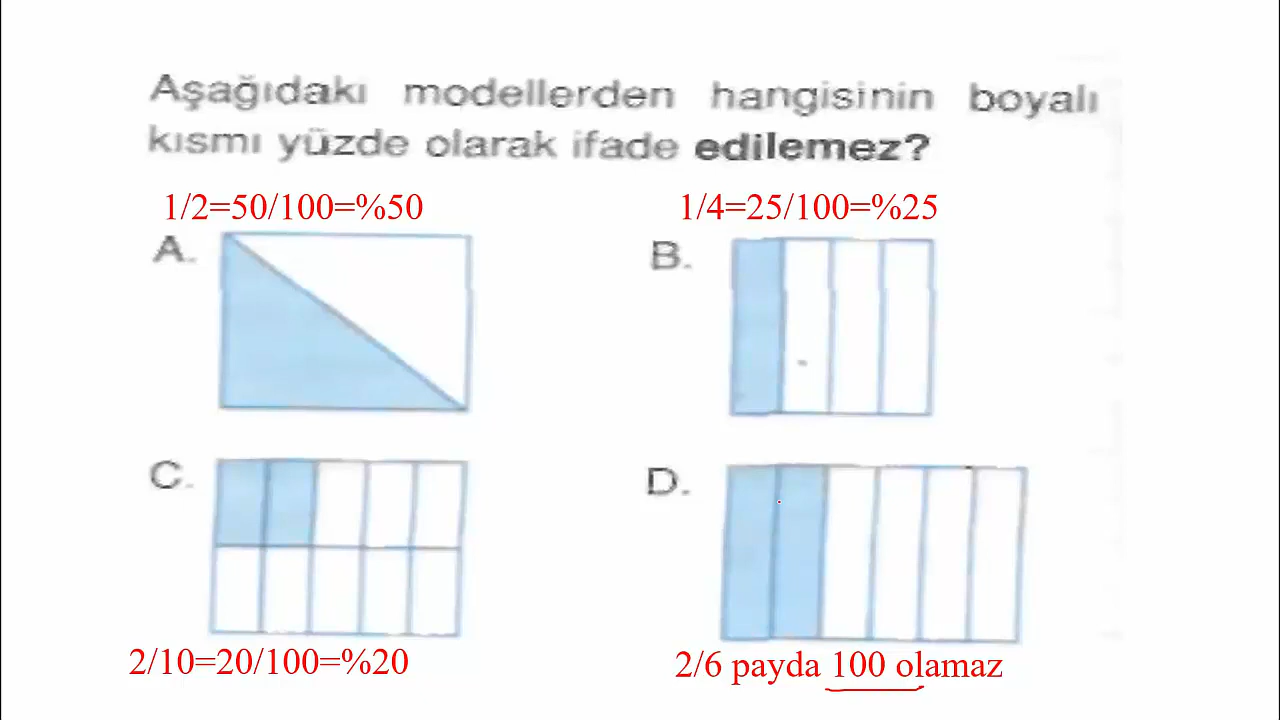 Aşağıdaki modellerden hangisinin boyalı
kısmı yüzde olarak ifade edilemez?
1/2=50/100=%50
1/4=25/100=%25
A.
B.
C.
D.
2/10=20/100=%20
2/6 payda 100 olamaz